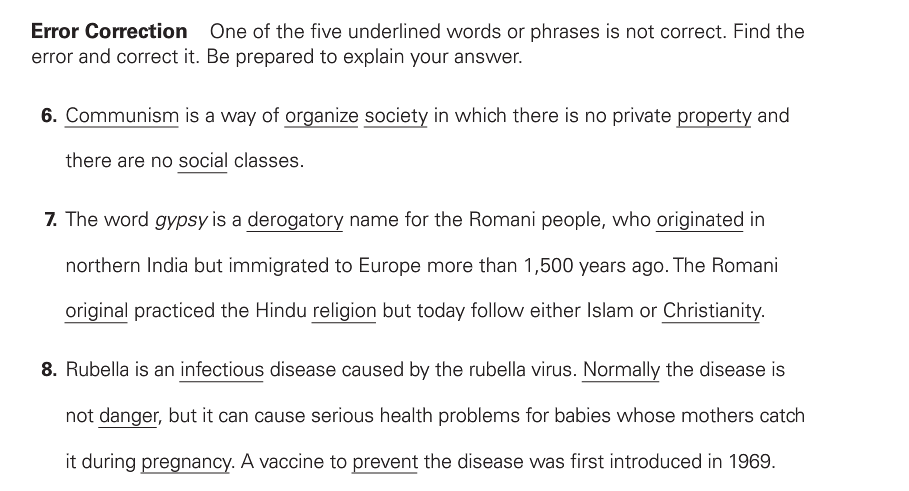 Error Correction One of the five underlined words or phrases is not correct. Find the
error and correct it. Be prepared to explain your answer.
6. Communism is a way of organize society in which there is no private property and
there are no social classes.
7. The word gypsy is a derogatory name for the Romani people, who originated in
northern India but immigrated to Europe more than 1,500 years ago. The Romani
original practiced the Hindu religion but today follow either Islam or Christianity.
8. Rubella is an infectious disease caused by the rubella virus. Normally the disease is
not danger, but it can cause serious health problems for babies whose mothers catch
it during pregnancy. A vaccine to prevent the disease was first introduced in 1969.